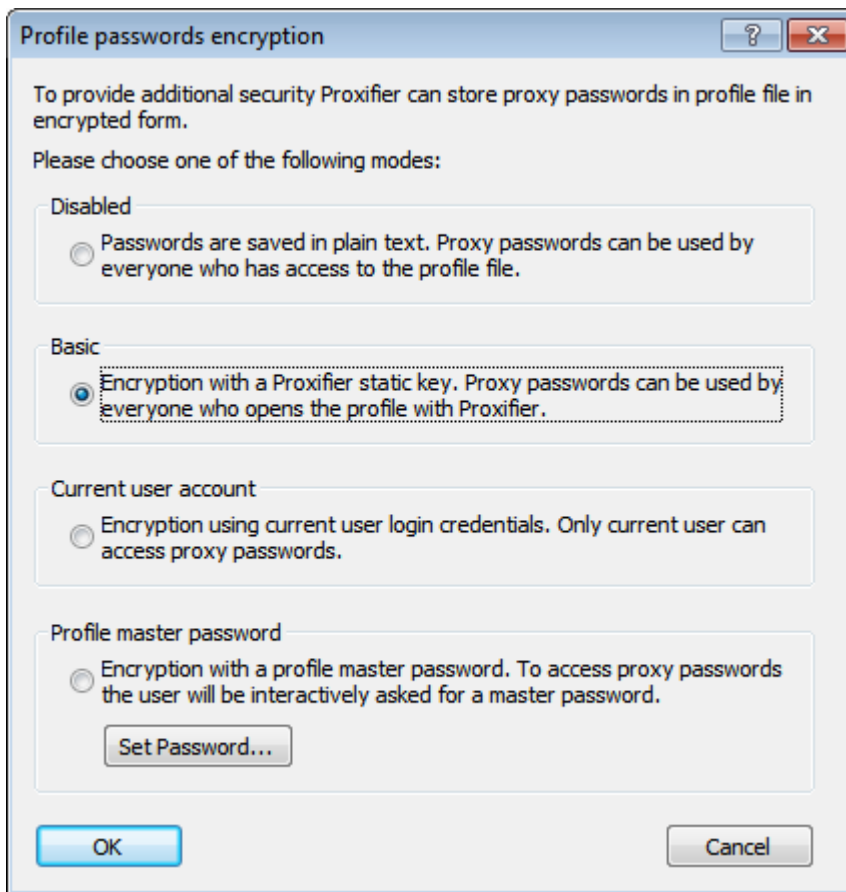 Profile passwords encryption
?
To provide additional security Proxifier can store proxy passwords in profile file in
encrypted form.
Please choose one of the following modes:
Disabled
Passwords are saved in plain text. Proxy passwords can be used by
everyone who has access to the profile file.
Basic
Encryption with a Proxifier static key. Proxy passwords can be used by
everyone who opens the profile with Proxifier.
Current user account
Encryption using current user login credentials. Only current user can
access proxy passwords.
Profile master password
Encryption with a profile master password. To access proxy passwords
the user will be interactively asked for a master password.
Set Password...
OK
Cancel